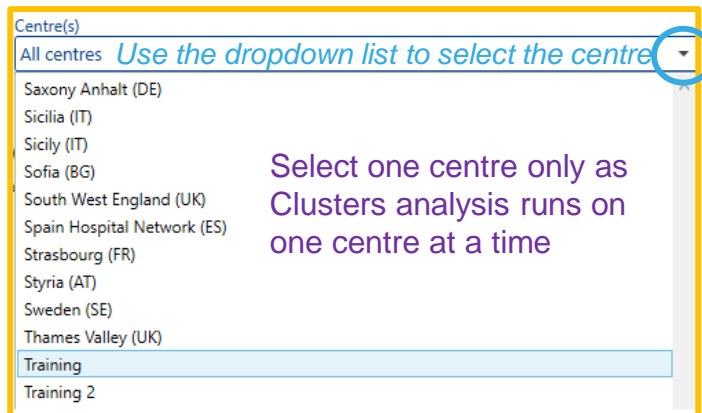 Centre(s)
All centres Use the dropdown list to select the centre
Saxony Anhalt (DE)
Sicilia (IT)
Sicily (IT)
Sofia (BG)
South West England (UK)
Spain Hospital Network (ES)
Strasbourg (FR)
Styria (AT)
Sweden (SE)
Thames Valley (UK)
Training
Training 2
Select one centre only as
Clusters analysis runs on
one centre at a time